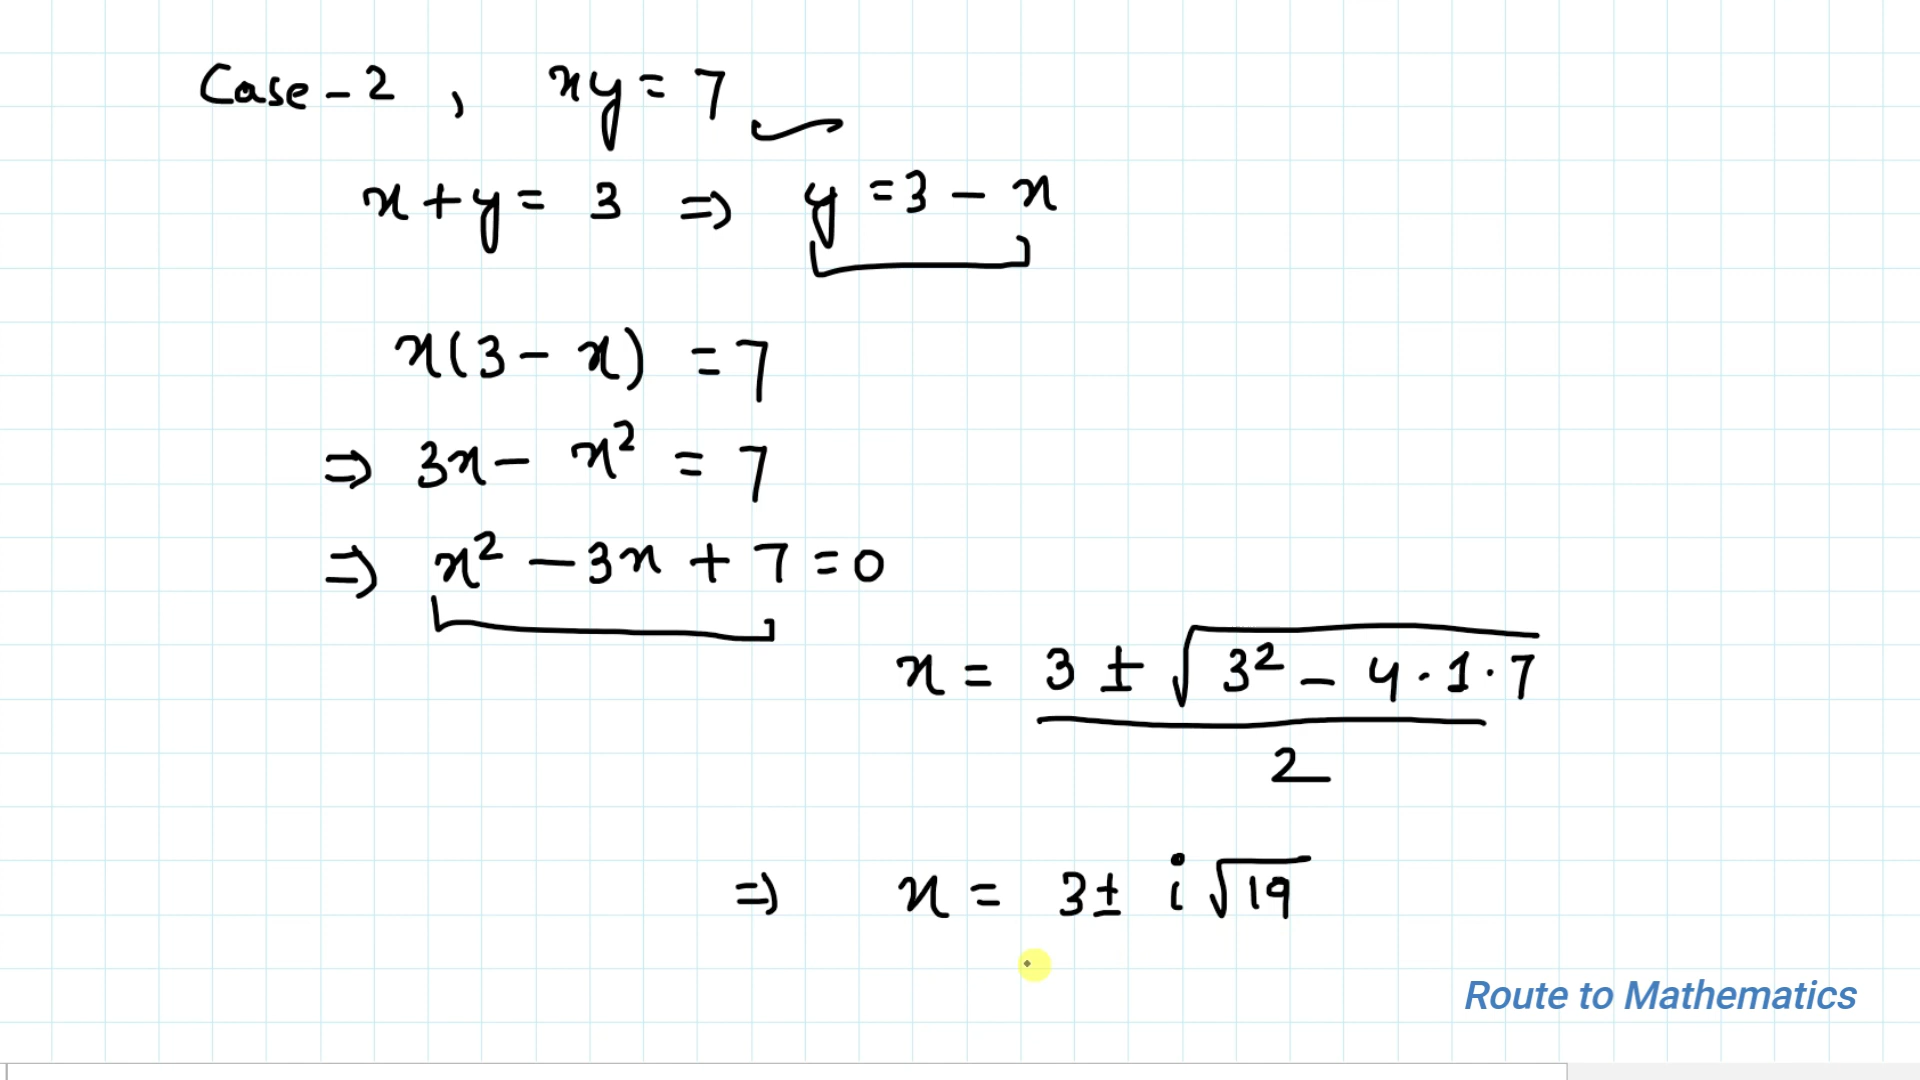 Case - 2 , xy = 7
x + y = 3 ⇒ y = 3 - x
x(3 - x) = 7
⇒ 3x - x² = 7
⇒ x² - 3x + 7 = 0
x = (3 ± √(3² - 4 · 1 · 7)) / 2
⇒ x = 3 ± i √19
Route to Mathematics